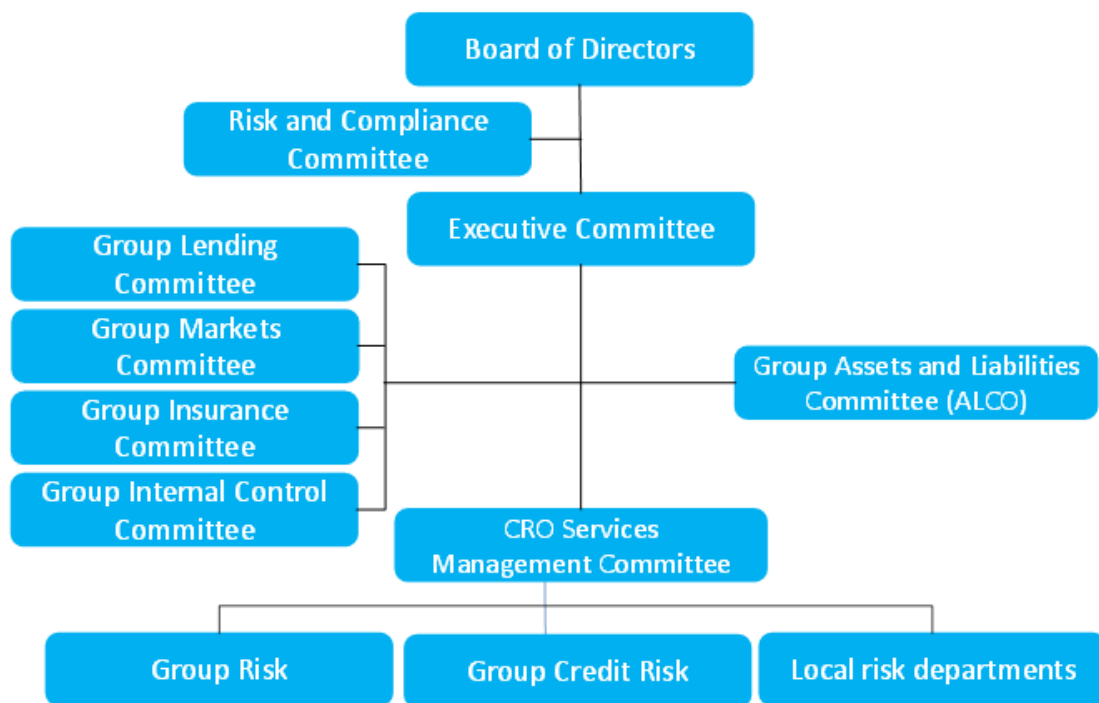 Board of Directors
Risk and Compliance
Committee
Executive Committee
Group Lending
Committee
Group Markets
Committee
Group Insurance
Committee
Group Internal Control
Committee
Group Assets and Liabilities
Committee (ALCO)
CRO Services
Management Committee
Group Risk
Group Credit Risk
Local risk departments